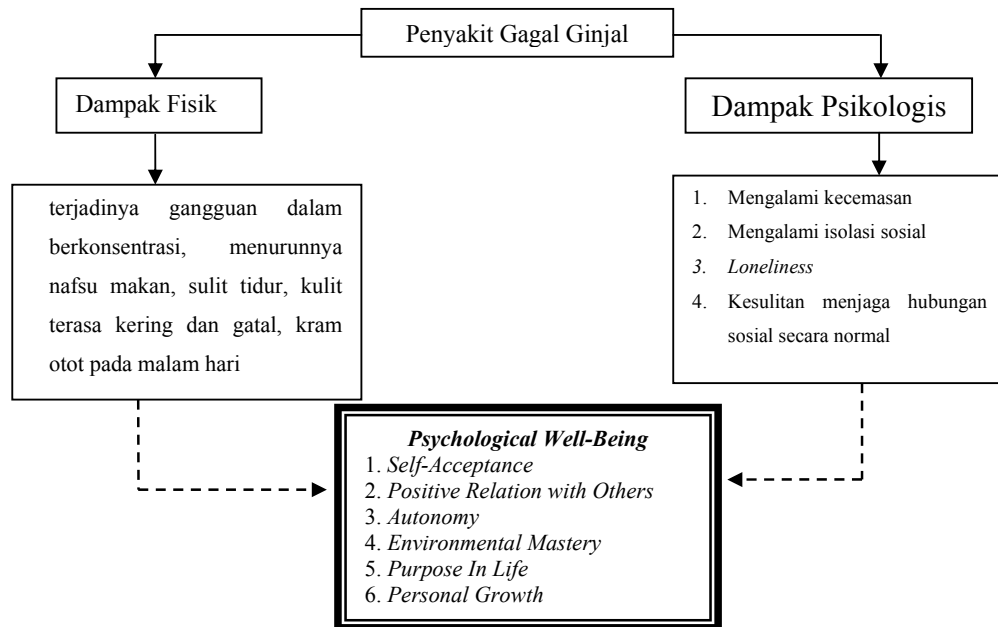 Penyakit Gagal Ginjal
Dampak Fisik
Dampak Psikologis
terjadinya gangguan dalam
berkonsentrasi, menurunnya
nafsu makan, sulit tidur, kulit
terasa kering dan gatal, kram
otot pada malam hari
1. Mengalami kecemasan
2. Mengalami isolasi sosial
3. Loneliness
4. Kesulitan menjaga hubungan
sosial secara normal
Psychological Well-Being
1. Self-Acceptance
2. Positive Relation with Others
3. Autonomy
4. Environmental Mastery
5. Purpose In Life
6. Personal Growth